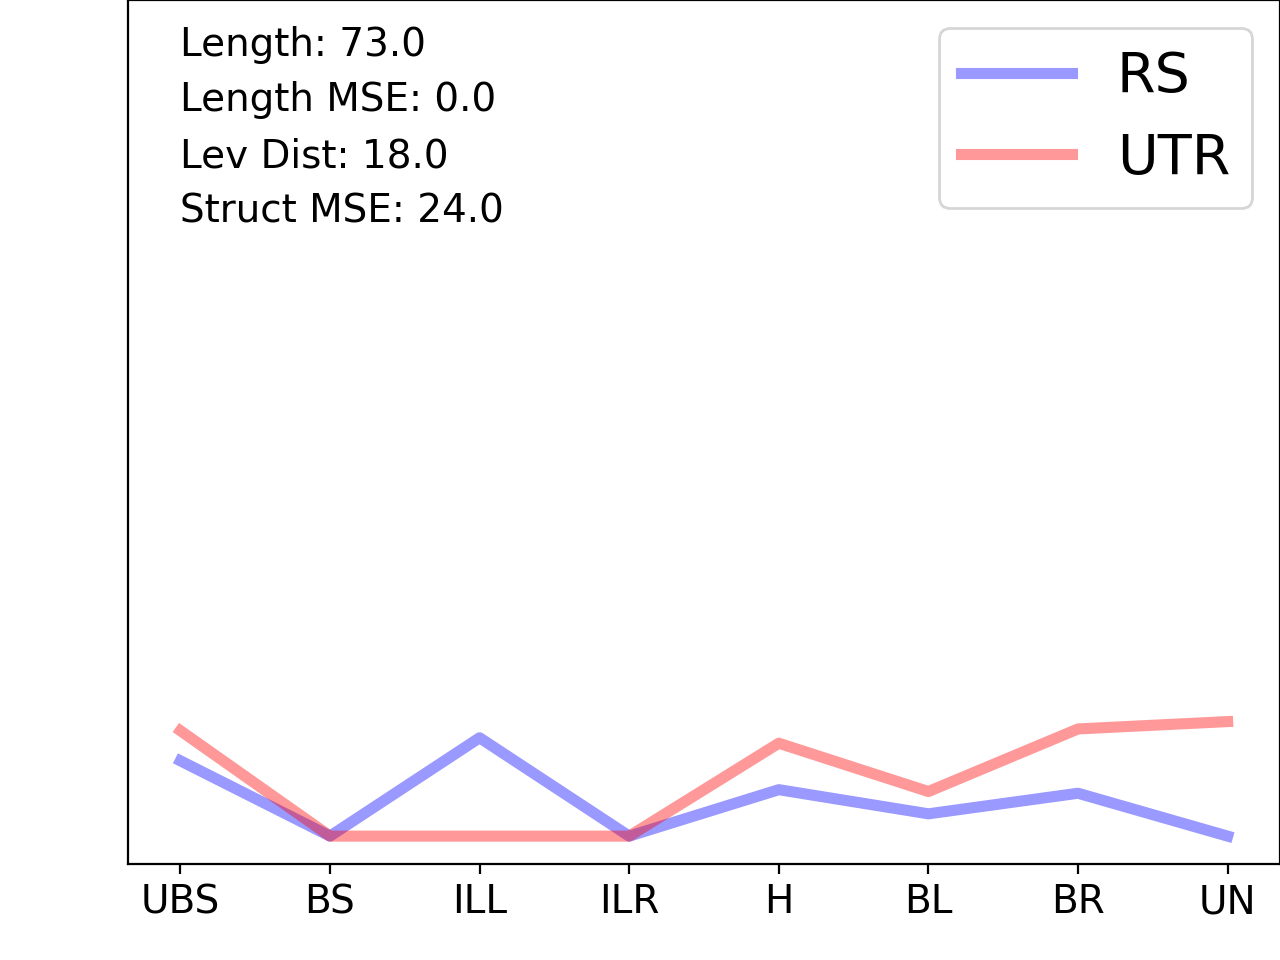 Length: 73.0
Length MSE: 0.0
Lev Dist: 18.0
Struct MSE: 24.0
RS
UTR
UBS BS ILL ILR H BL BR UN